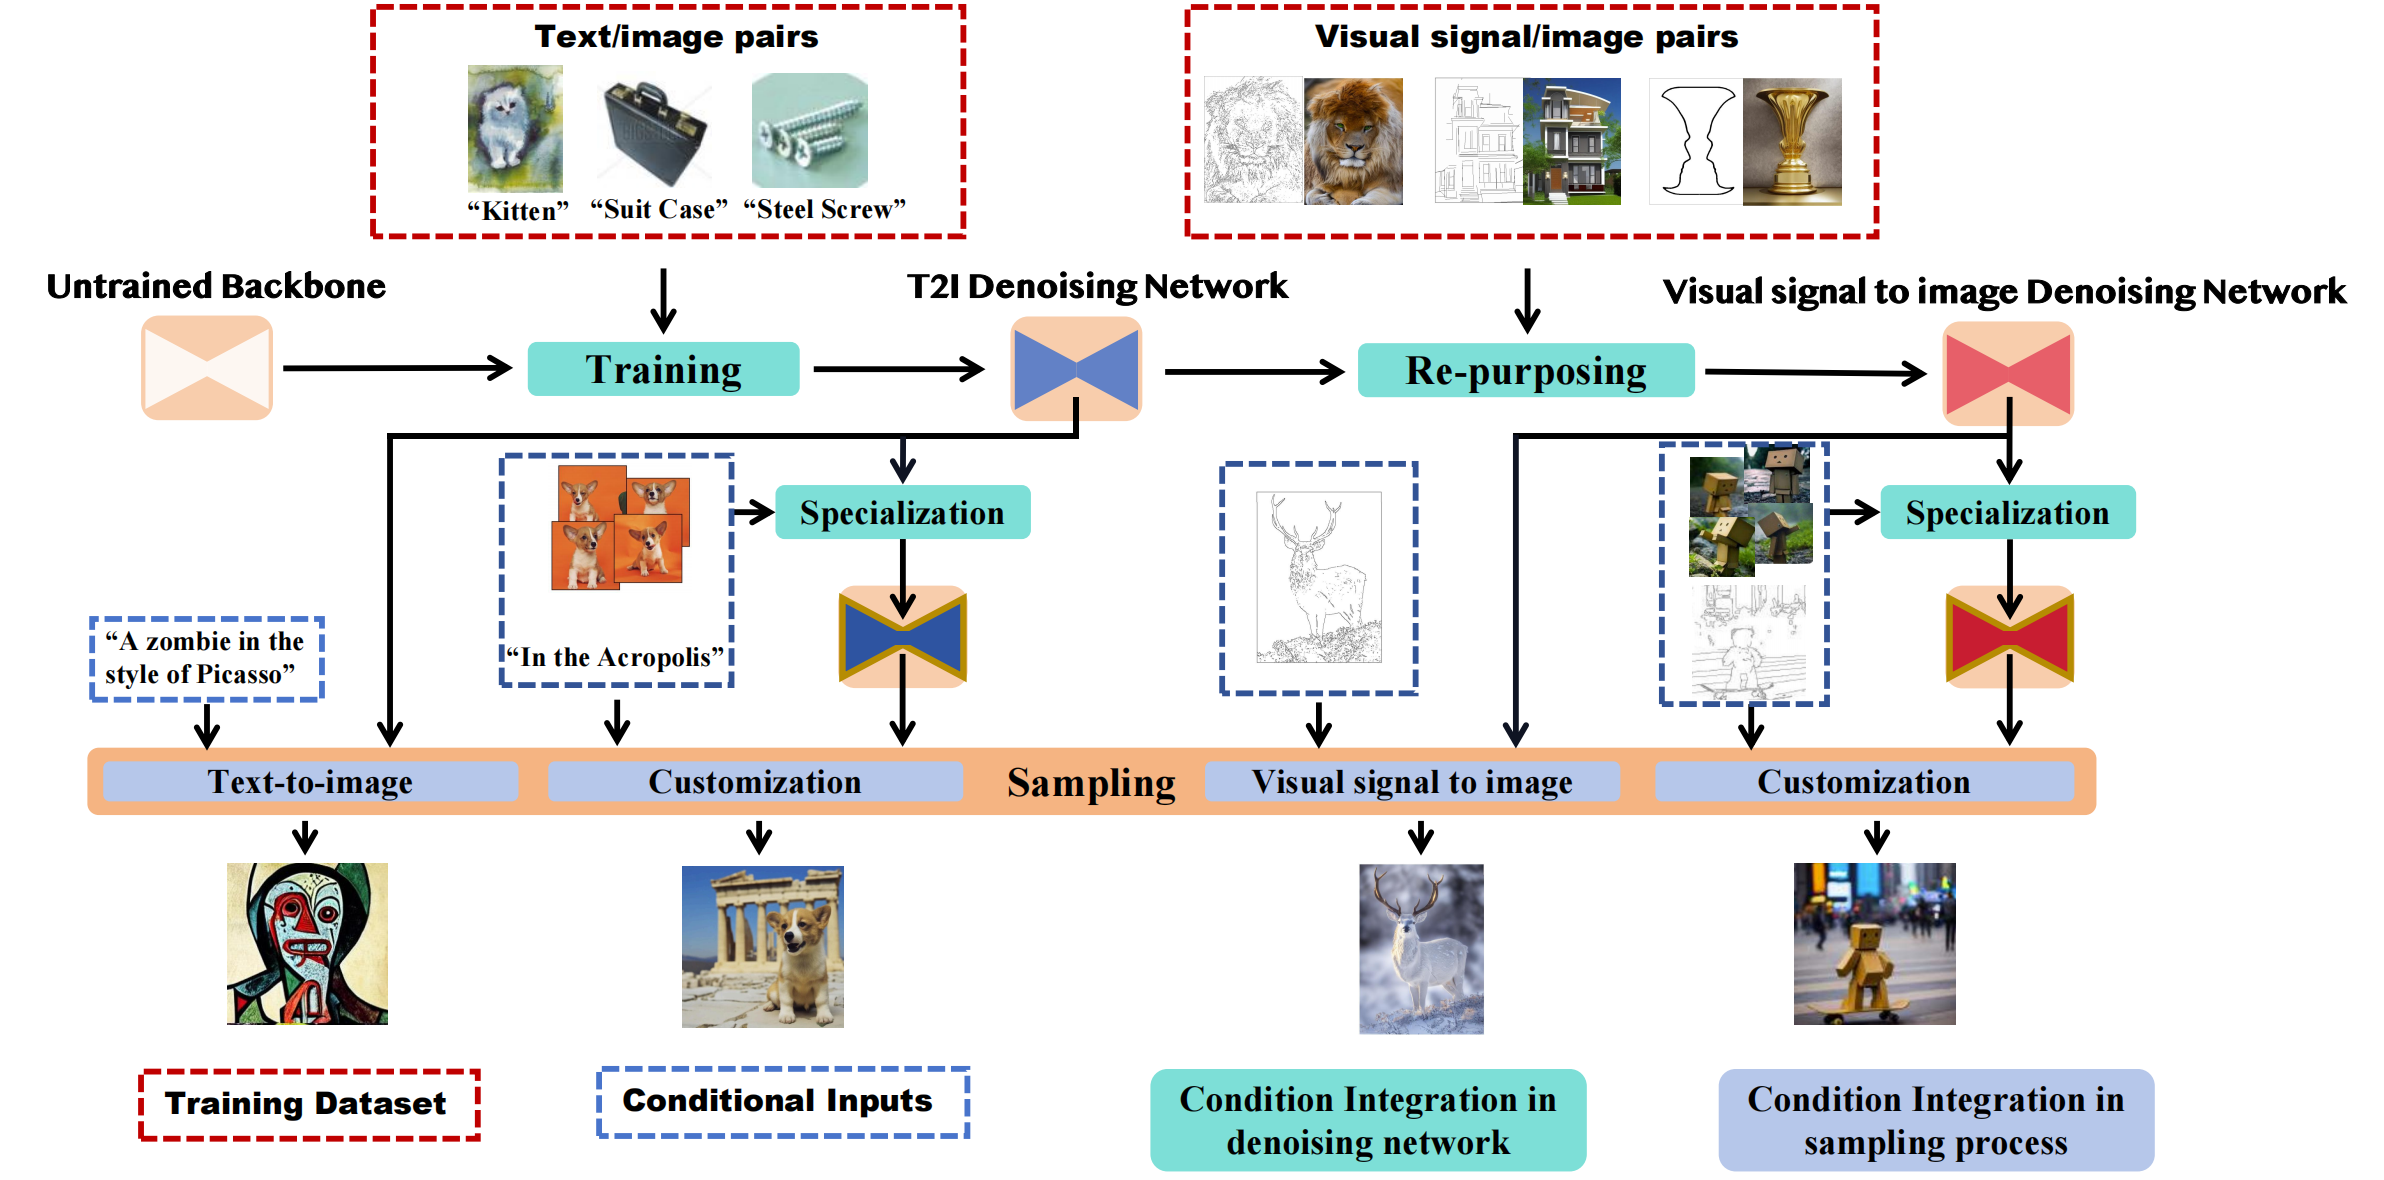 Text/image pairs
Visual signal/image pairs
“Kitten”
“Suit Case”
“Steel Screw”
Untrained Backbone
T2I Denoising Network
Visual signal to image Denoising Network
Training
Re-purposing
Specialization
Specialization
“A zombie in the
style of Picasso”
“In the Acropolis”
Text-to-image
Customization
Sampling
Visual signal to image
Customization
Training Dataset
Conditional Inputs
Condition Integration in
denoising network
Condition Integration in
sampling process